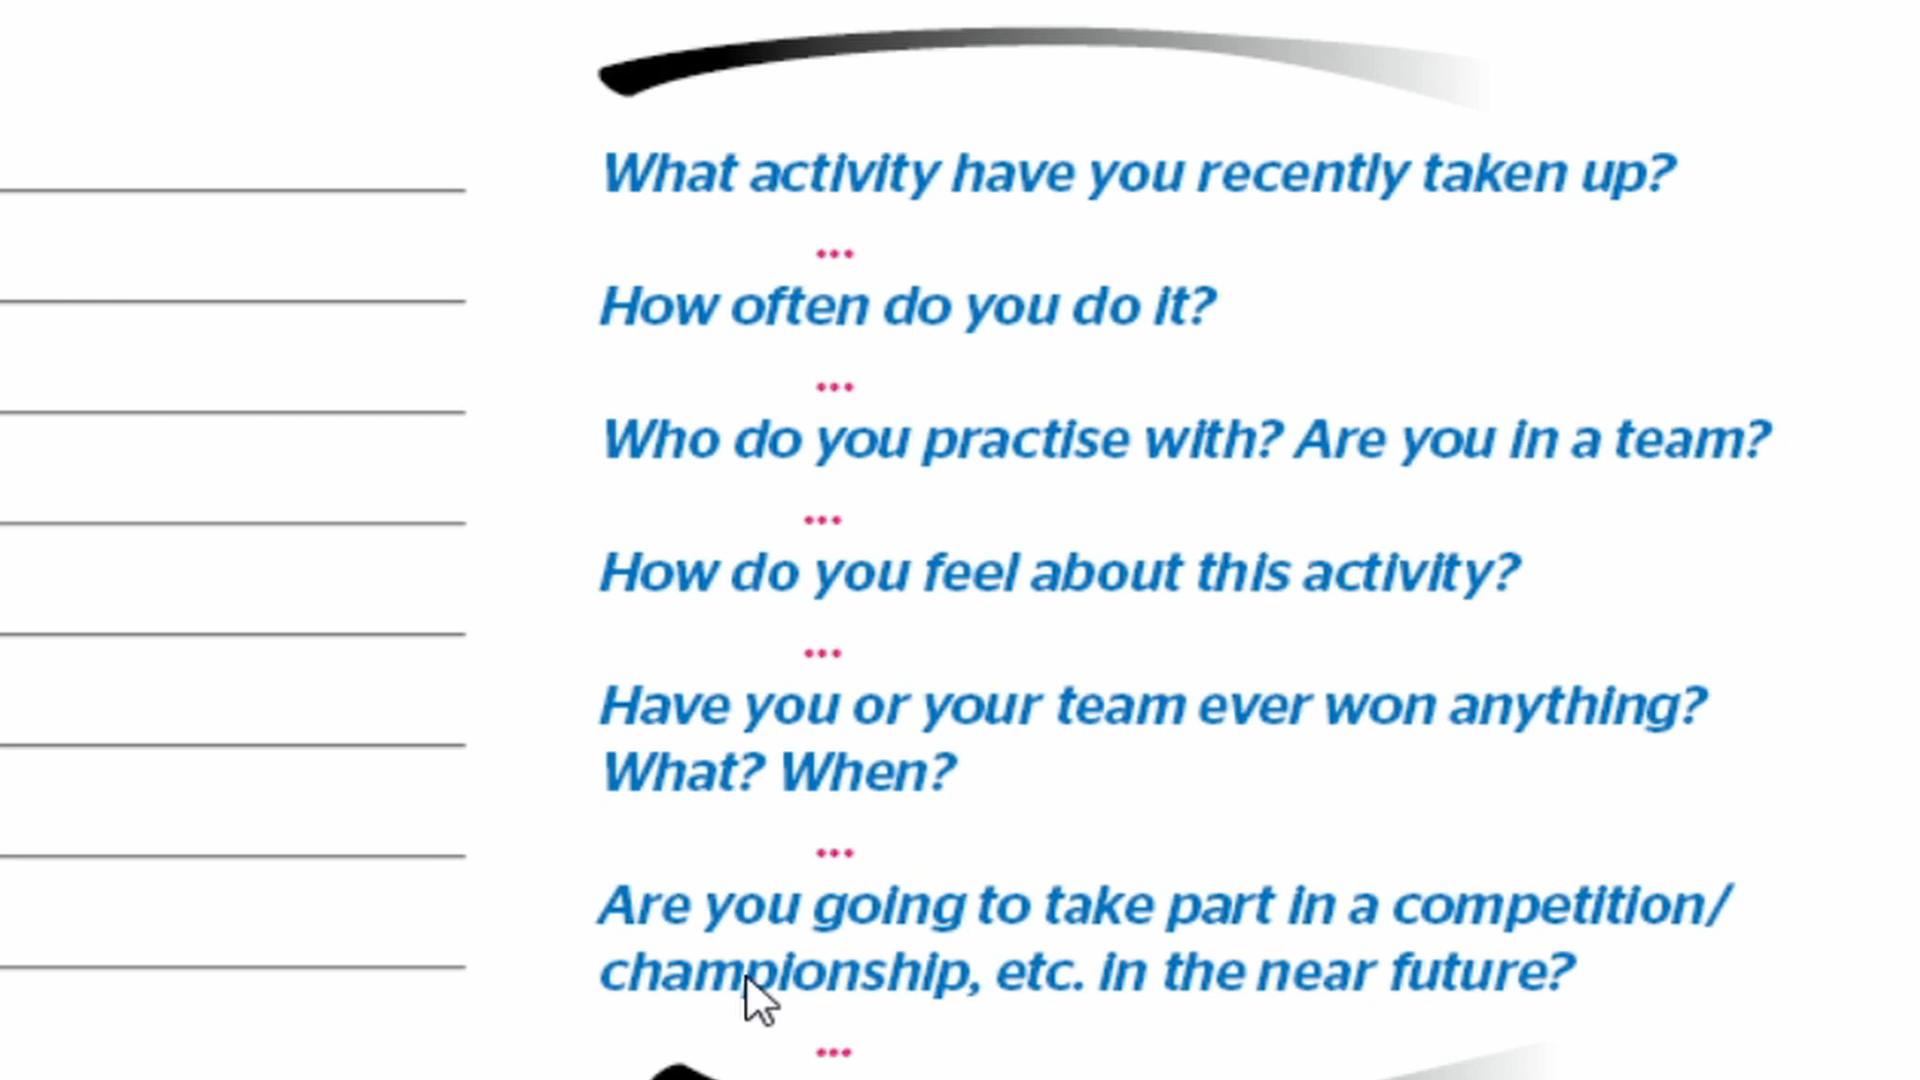 What activity have you recently taken up?
...
How often do you do it?
...
Who do you practise with? Are you in a team?
...
How do you feel about this activity?
...
Have you or your team ever won anything?
What? When?
...
Are you going to take part in a competition/
championship, etc. in the near future?
...